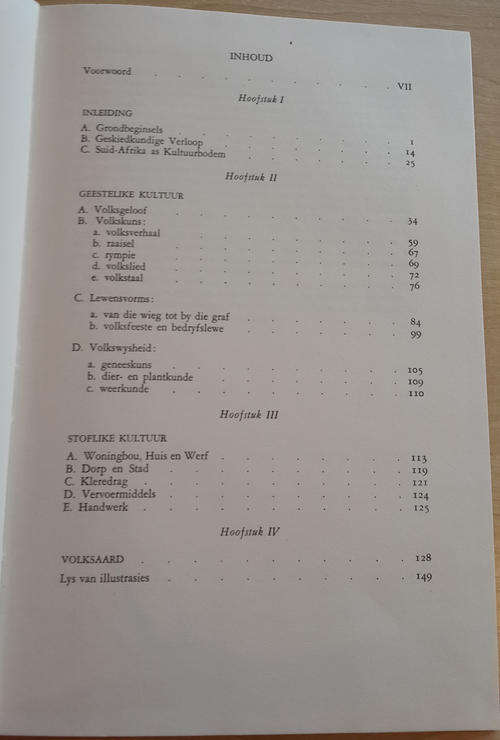 INHOUD
Voorwoord . . . . . . . . . . VII
Hoofstuk I
INLEIDING
A. Grondbeginsels . . . . . . . . 1
B. Geskiedkundige Verloop . . . . . . . 14
C. Suid-Afrika as Kultuurbodem . . . . . . 25
Hoofstuk II
GEESTELIKE KULTUUR
A. Volksgeloof . . . . . . . . 34
B. Volkskuns:
a. volksverhaal . . . . . . . . 59
b. raaisel . . . . . . . . 67
c. rympie . . . . . . . . 69
d. volkslied . . . . . . . . 72
e. volkstaal . . . . . . . . 76
C. Lewensvorms:
a. van die wieg tot by die graf . . . . . . 84
b. volksfeeste en bedryfslewe . . . . . . 99
D. Volkswysheid:
a. geneeskuns . . . . . . . . 105
b. dier- en plantkunde . . . . . . . 109
c. weerkunde . . . . . . . . 110
Hoofstuk III
STOFLIKE KULTUUR
A. Woningbou, Huis en Werf . . . . . . . 113
B. Dorp en Stad . . . . . . . . 119
C. Kleredrag . . . . . . . . . 121
D. Vervoermiddels . . . . . . . . 124
E. Handwerk . . . . . . . . . 125
Hoofstuk IV
VOLKSAARD . . . . . . . . . 128
Lys van illustrasies . . . . . . . . 149